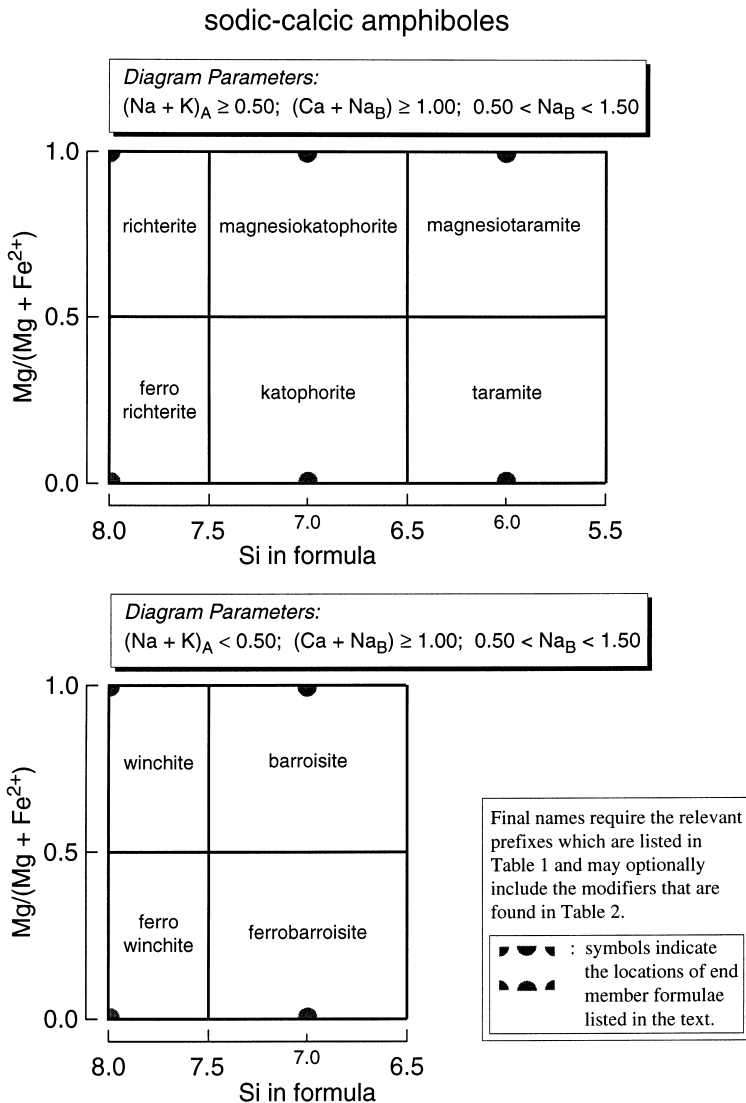 sodic-calcic amphiboles
Diagram Parameters:
(Na + K)A ≥ 0.50; (Ca + NaB) ≥ 1.00; 0.50 < NaB < 1.50
1.0
richterite magnesiokatophorite magnesiotaramite
Mg/(Mg + Fe2+)
0.5
ferro
richterite
katophorite taramite
0.0
8.0 7.5 7.0 6.5 6.0 5.5
Si in formula
Diagram Parameters:
(Na + K)A < 0.50; (Ca + NaB) ≥ 1.00; 0.50 < NaB < 1.50
1.0
winchite barroisite
Mg/(Mg + Fe2+)
0.5
ferro
winchite
ferrobarroisite
0.0
8.0 7.5 7.0 6.5
Si in formula
Final names require the relevant
prefixes which are listed in
Table 1 and may optionally
include the modifiers that are
found in Table 2.
: symbols indicate
the locations of end
member formulae
listed in the text.